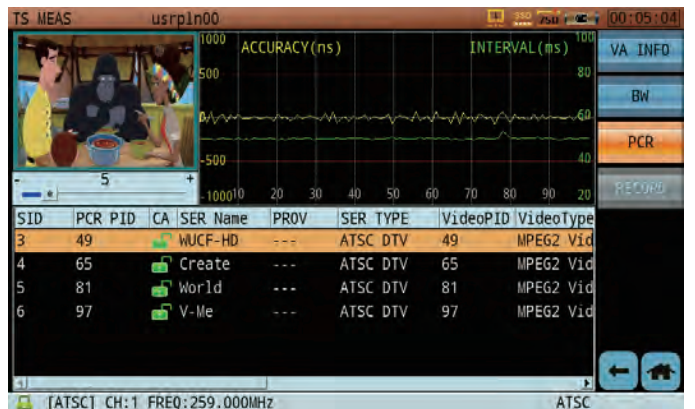 TS MEAS usrpln00 SSO 75Ω 00:05:04
1000 ACCURACY(ns) INTERVAL(ms) 100
500 80
0 60
-500 40
-1000 10 20 30 40 50 60 70 80 90 20
- 5 +
VA INFO
BW
PCR
RECORD
SID PCR PID CA SER Name PROV SER TYPE VideoPID VideoType
3 49 WUCF-HD --- ATSC DTV 49 MPEG2 Vid
4 65 Create --- ATSC DTV 65 MPEG2 Vid
5 81 World --- ATSC DTV 81 MPEG2 Vid
6 97 V-Me --- ATSC DTV 97 MPEG2 Vid
[ATSC] CH:1 FREQ:259.000MHz ATSC